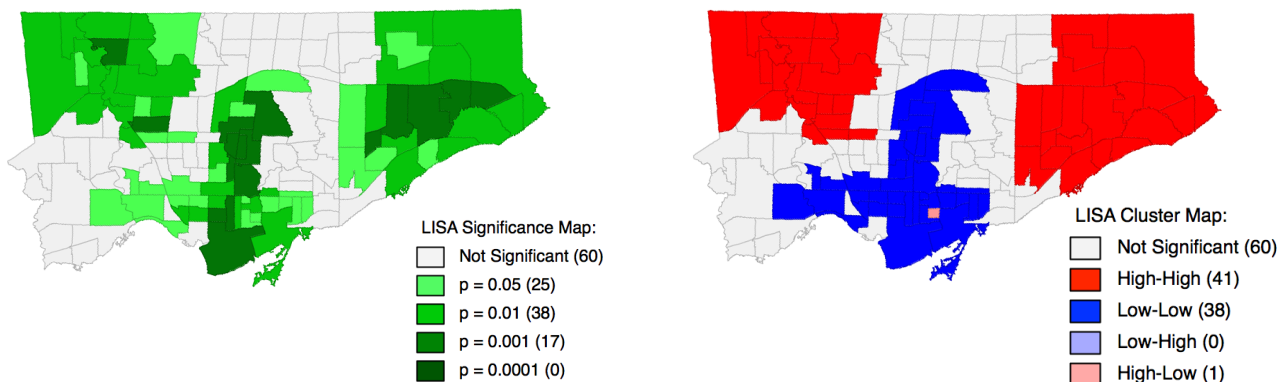 LISA Significance Map:
Not Significant (60)
p = 0.05 (25)
p = 0.01 (38)
p = 0.001 (17)
p = 0.0001 (0)
LISA Cluster Map:
Not Significant (60)
High-High (41)
Low-Low (38)
Low-High (0)
High-Low (1)